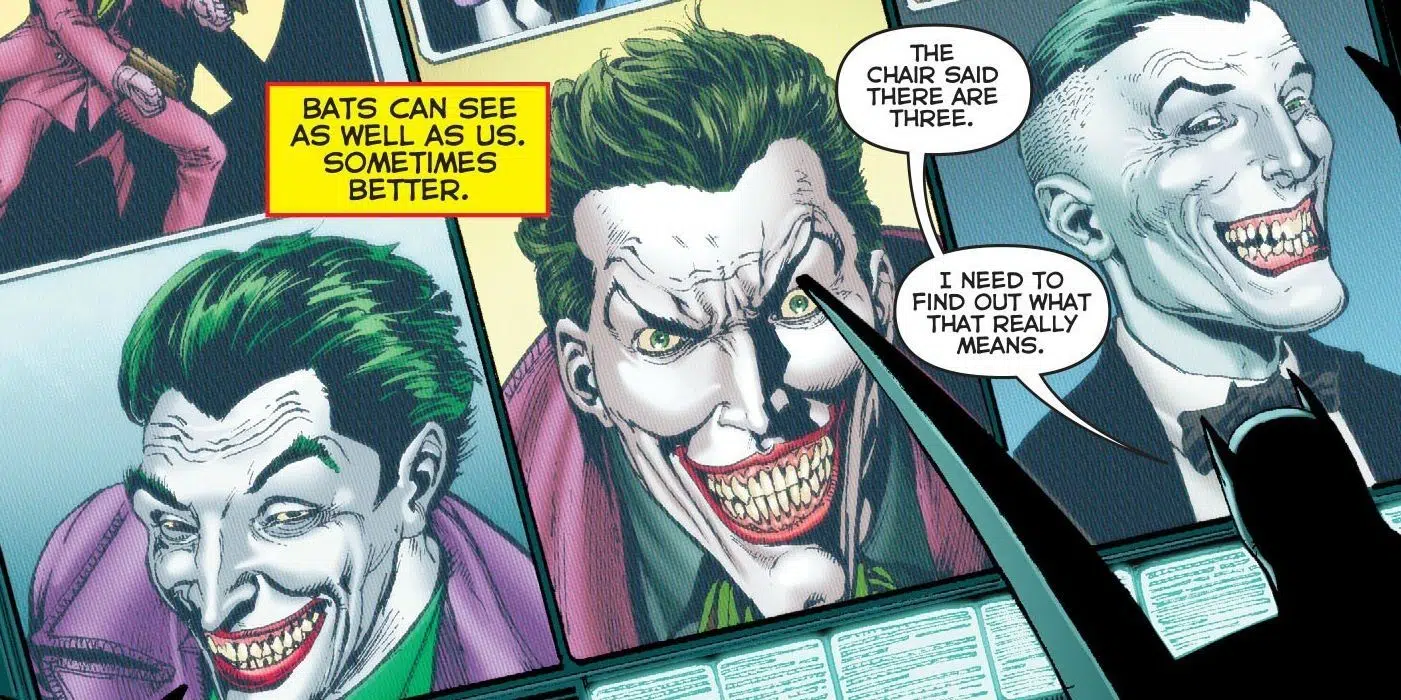 BATS CAN SEE
AS WELL AS US.
SOMETIMES
BETTER.
THE
CHAIR SAID
THERE ARE
THREE.
I NEED TO
FIND OUT WHAT
THAT REALLY
MEANS.